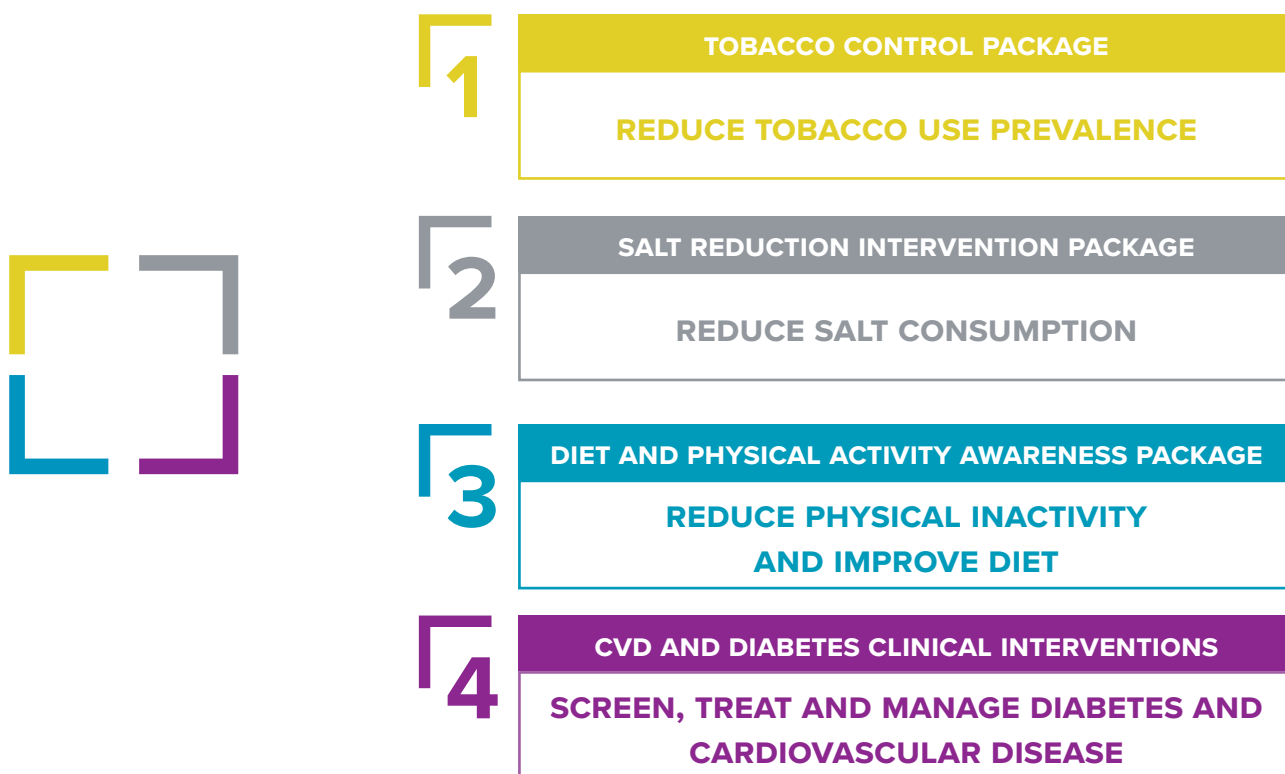 1
TOBACCO CONTROL PACKAGE
REDUCE TOBACCO USE PREVALENCE
2
SALT REDUCTION INTERVENTION PACKAGE
REDUCE SALT CONSUMPTION
3
DIET AND PHYSICAL ACTIVITY AWARENESS PACKAGE
REDUCE PHYSICAL INACTIVITY
AND IMPROVE DIET
4
CVD AND DIABETES CLINICAL INTERVENTIONS
SCREEN, TREAT AND MANAGE DIABETES AND
CARDIOVASCULAR DISEASE